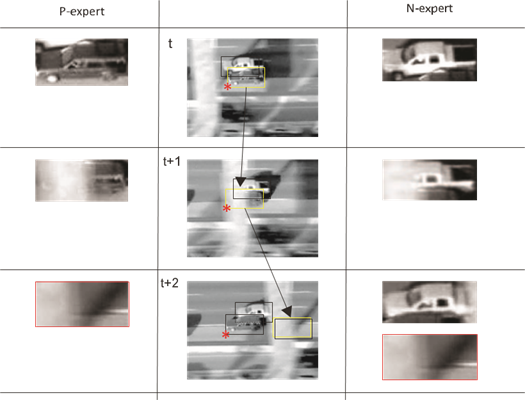 P-expert
N-expert
t
*
t+1
*
t+2
*